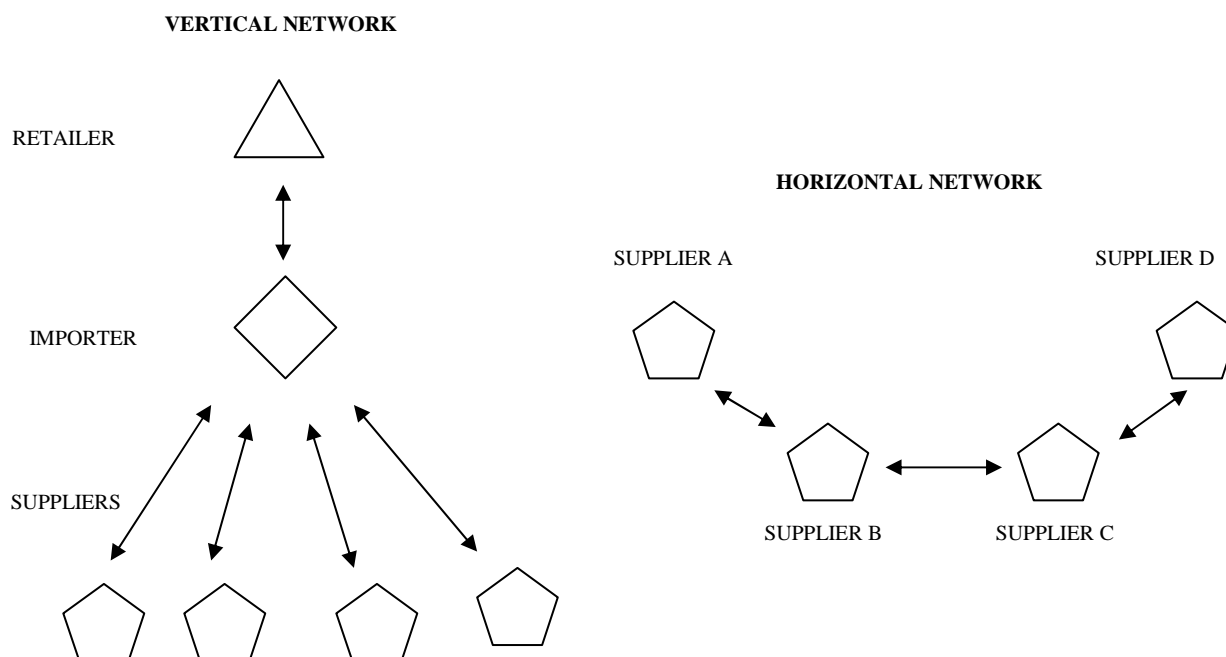 VERTICAL NETWORK
RETAILER
IMPORTER
SUPPLIERS
HORIZONTAL NETWORK
SUPPLIER A
SUPPLIER D
SUPPLIER B
SUPPLIER C